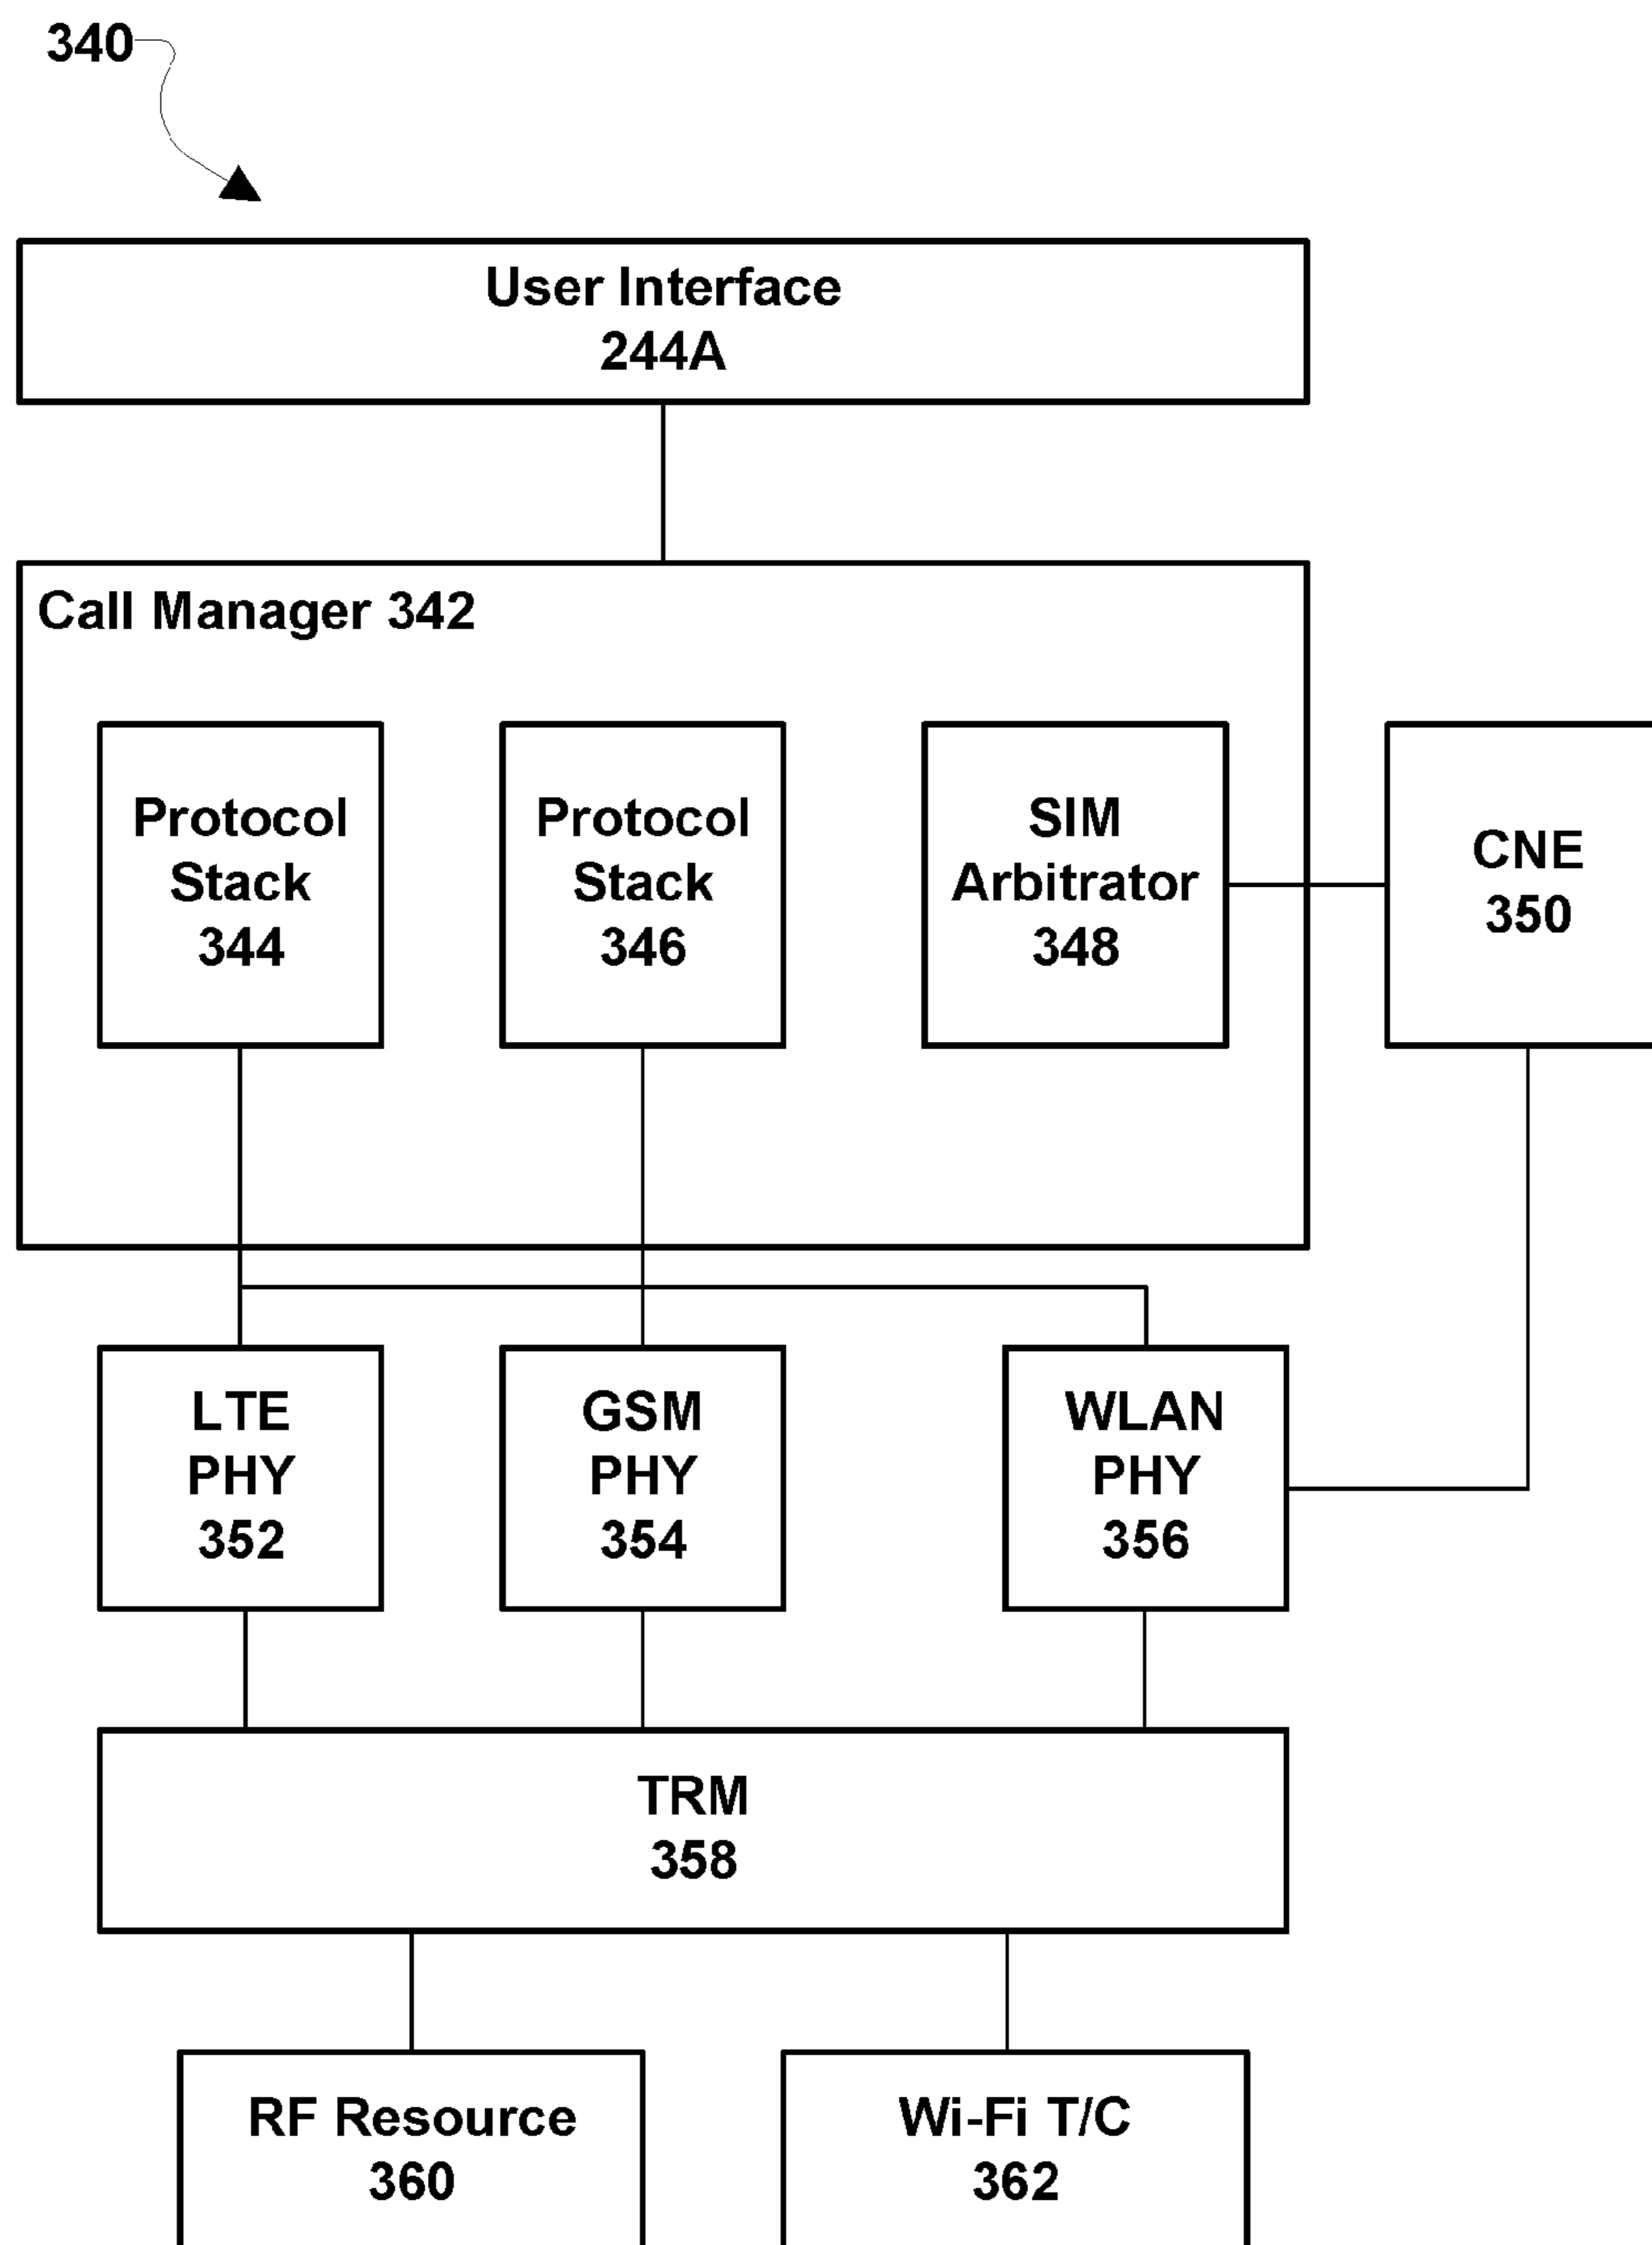 340
User Interface
244A
Call Manager 342
Protocol
Stack
344
Protocol
Stack
346
SIM
Arbitrator
348
CNE
350
LTE
PHY
352
GSM
PHY
354
WLAN
PHY
356
TRM
358
RF Resource
360
Wi-Fi T/C
362